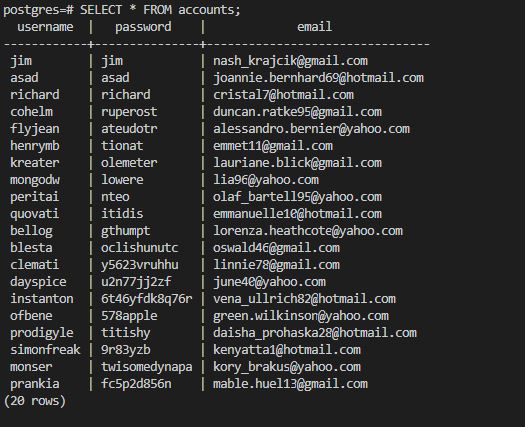 postgres=# SELECT * FROM accounts;
username | password | email
------------+--------------+-----------------------------
jim | jim | nash_krajcik@gmail.com
asad | asad | joannie.bernhard69@hotmail.com
richard | richard | cristal7@hotmail.com
cohelm | ruperost | duncan.ratke95@gmail.com
flyjean | ateudotr | alessandro.bernier@yahoo.com
henrymb | tionat | emmet11@gmail.com
kreater | olemeter | lauriane.blick@gmail.com
mongodw | lowere | lia96@yahoo.com
peritai | nteo | olaf_bartell95@yahoo.com
quovati | itidis | emmanuelle10@hotmail.com
bellog | gthumpt | lorenza.heathcote@yahoo.com
blesta | oclishunutc | oswald46@gmail.com
clemati | y5623vruhhu | linnie78@gmail.com
dayspice | u2n77jj2zf | june40@yahoo.com
instanton | 6t46yfdk8q76r | vena_ullrich82@hotmail.com
ofbene | 578apple | green.wilkinson@yahoo.com
prodigyle | titishy | daisha_prohaska28@hotmail.com
simonfreak | 9r83yzb | kenyatta1@hotmail.com
monser | twisomedynapa | kory_brakus@yahoo.com
prankia | fc5p2d856n | mable.huel13@gmail.com
(20 rows)